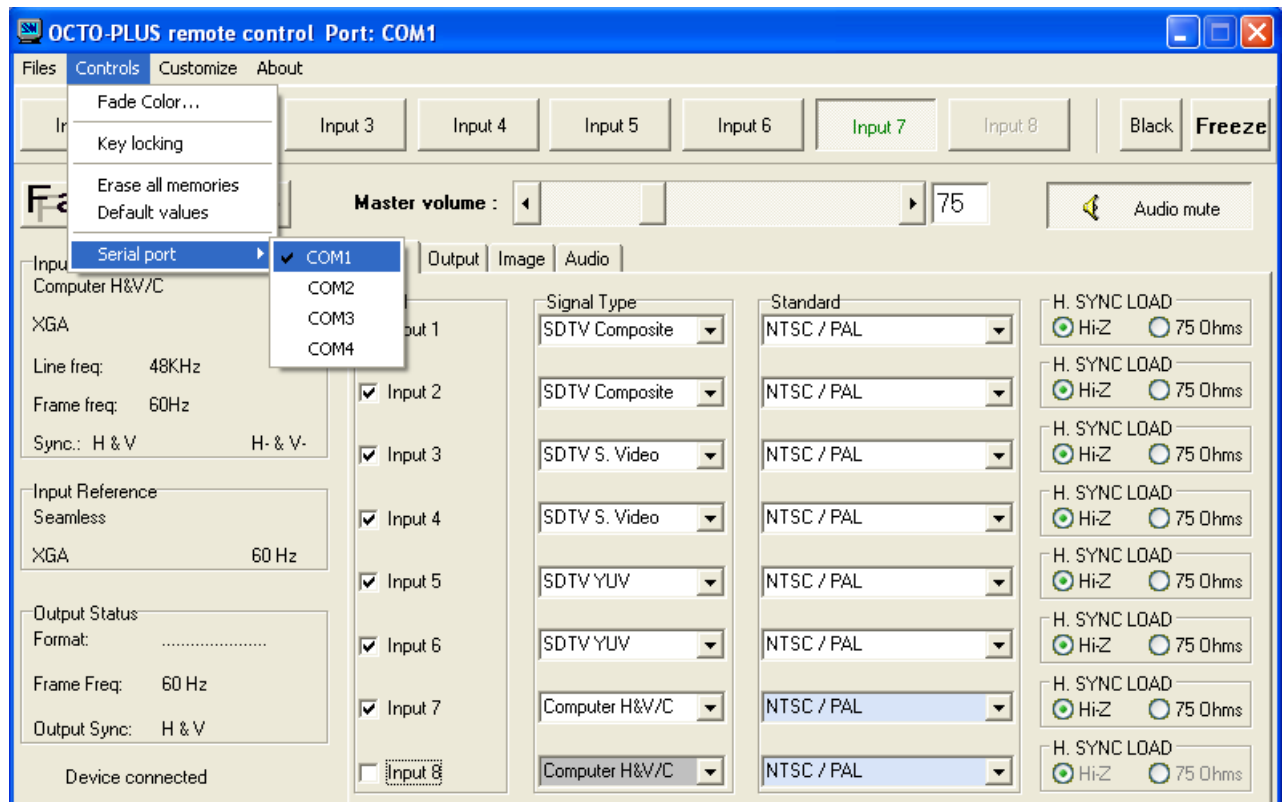 OCTO-PLUS remote control Port: COM1
Files Controls Customize About
Fade Color...
Key locking
Erase all memories
Default values
Serial port
COM1
COM2
COM3
COM4
Input 3 Input 4 Input 5 Input 6 Input 7 Input 8 Black Freeze
Master volume : 75 Audio mute
Output Image Audio
Computer H&V/C
XGA
Line freq: 48KHz
Frame freq: 60Hz
Sync.: H & V H- & V-
Input Reference
Seamless
XGA 60 Hz
Output Status
Format: ......................
Frame Freq: 60 Hz
Output Sync: H & V
Device connected
Signal Type Standard H. SYNC LOAD
SDTV Composite NTSC / PAL Hi-Z 75 Ohms
H. SYNC LOAD
Input 2 SDTV Composite NTSC / PAL Hi-Z 75 Ohms
H. SYNC LOAD
Input 3 SDTV S. Video NTSC / PAL Hi-Z 75 Ohms
H. SYNC LOAD
Input 4 SDTV S. Video NTSC / PAL Hi-Z 75 Ohms
H. SYNC LOAD
Input 5 SDTV YUV NTSC / PAL Hi-Z 75 Ohms
H. SYNC LOAD
Input 6 SDTV YUV NTSC / PAL Hi-Z 75 Ohms
H. SYNC LOAD
Input 7 Computer H&V/C NTSC / PAL Hi-Z 75 Ohms
H. SYNC LOAD
Input 8 Computer H&V/C NTSC / PAL Hi-Z 75 Ohms